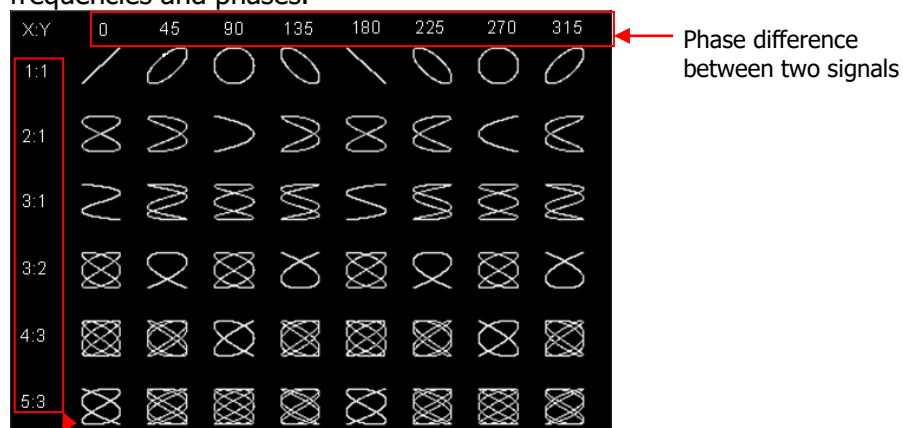 frequencies and phases.
X:Y 0 45 90 135 180 225 270 315
Phase difference
between two signals
1:1
2:1
3:1
3:2
4:3
5:3